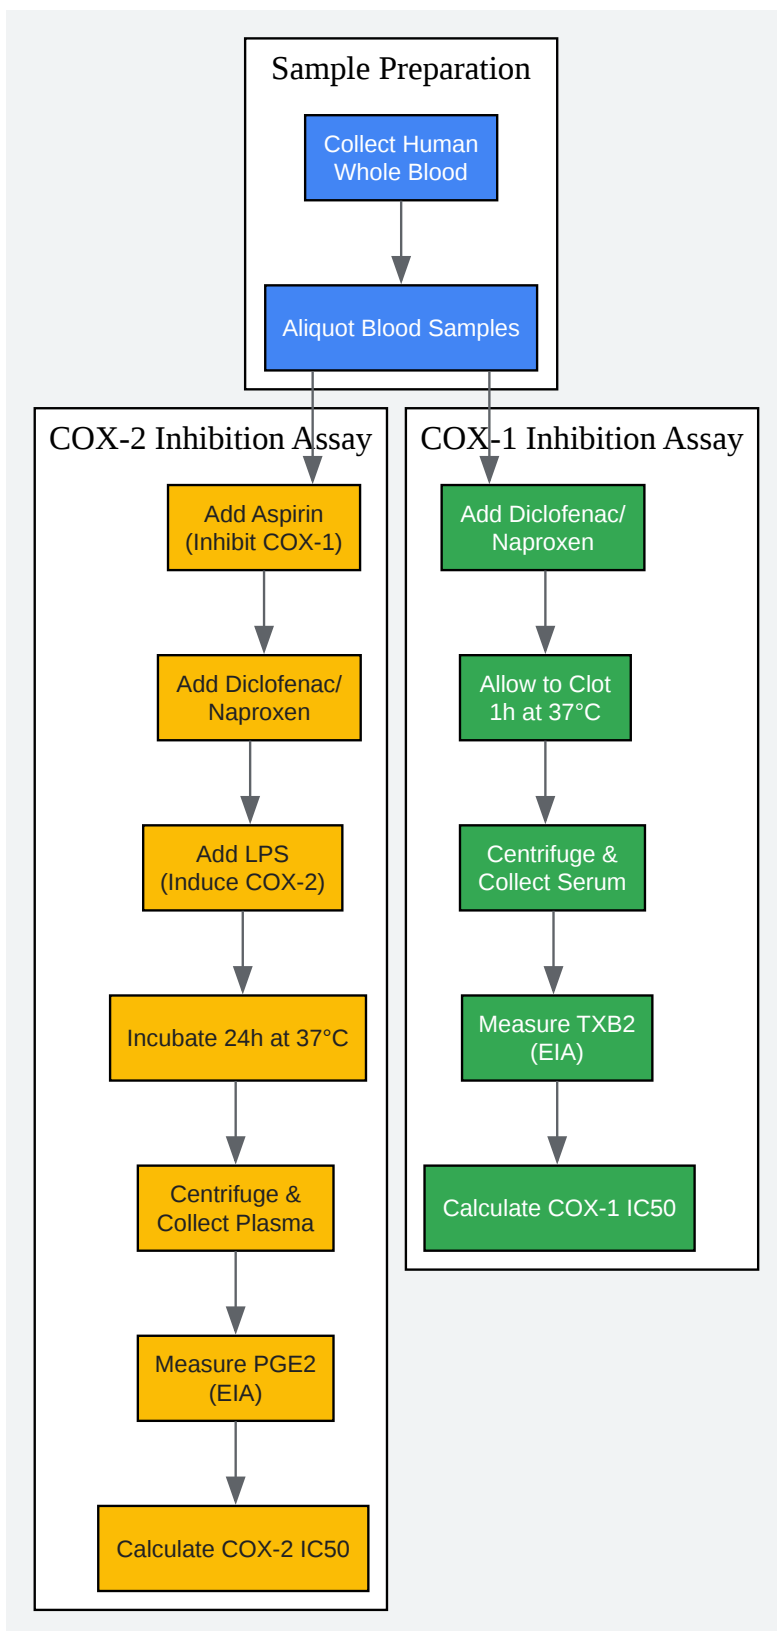 Sample Preparation
Collect Human
Whole Blood
Aliquot Blood Samples
COX-2 Inhibition Assay
Add Aspirin
(Inhibit COX-1)
Add Diclofenac/
Naproxen
Add LPS
(Induce COX-2)
Incubate 24h at 37°C
Centrifuge &
Collect Plasma
Measure PGE2
(EIA)
Calculate COX-2 IC50
COX-1 Inhibition Assay
Add Diclofenac/
Naproxen
Allow to Clot
1h at 37°C
Centrifuge &
Collect Serum
Measure TXB2
(EIA)
Calculate COX-1 IC50